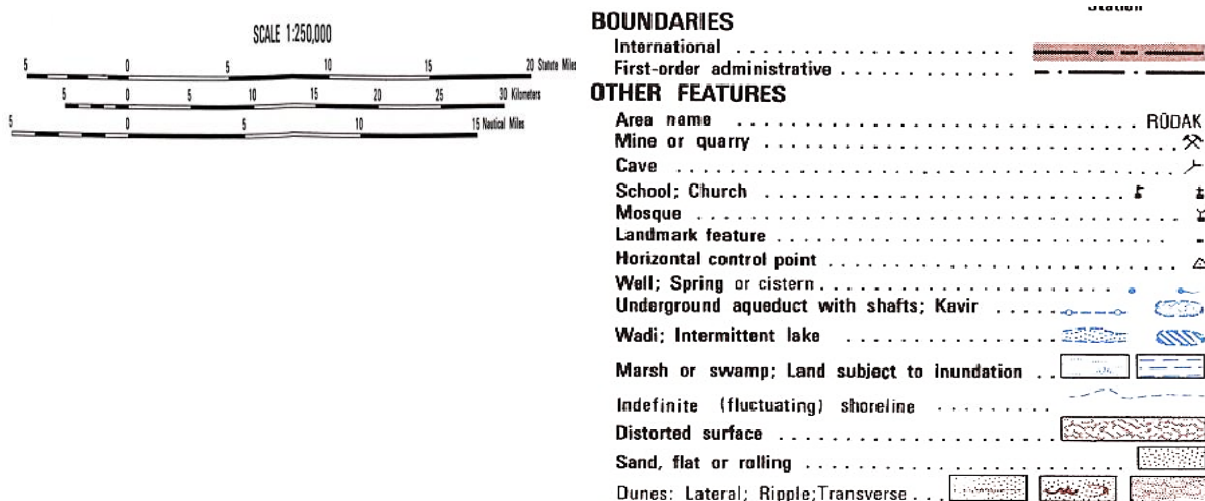 SCALE 1:250,000
5 0 5 10 15 20 Statute Miles
5 0 5 10 15 20 25 30 Kilometers
5 0 5 10 15 Nautical Miles
Station
BOUNDARIES
International
First-order administrative
OTHER FEATURES
Area name RŪDAK
Mine or quarry
Cave
School; Church
Mosque
Landmark feature
Horizontal control point
Well; Spring or cistern
Underground aqueduct with shafts; Kavir
Wadi; Intermittent lake
Marsh or swamp; Land subject to inundation
Indefinite (fluctuating) shoreline
Distorted surface
Sand, flat or rolling
Dunes: Lateral; Ripple; Transverse